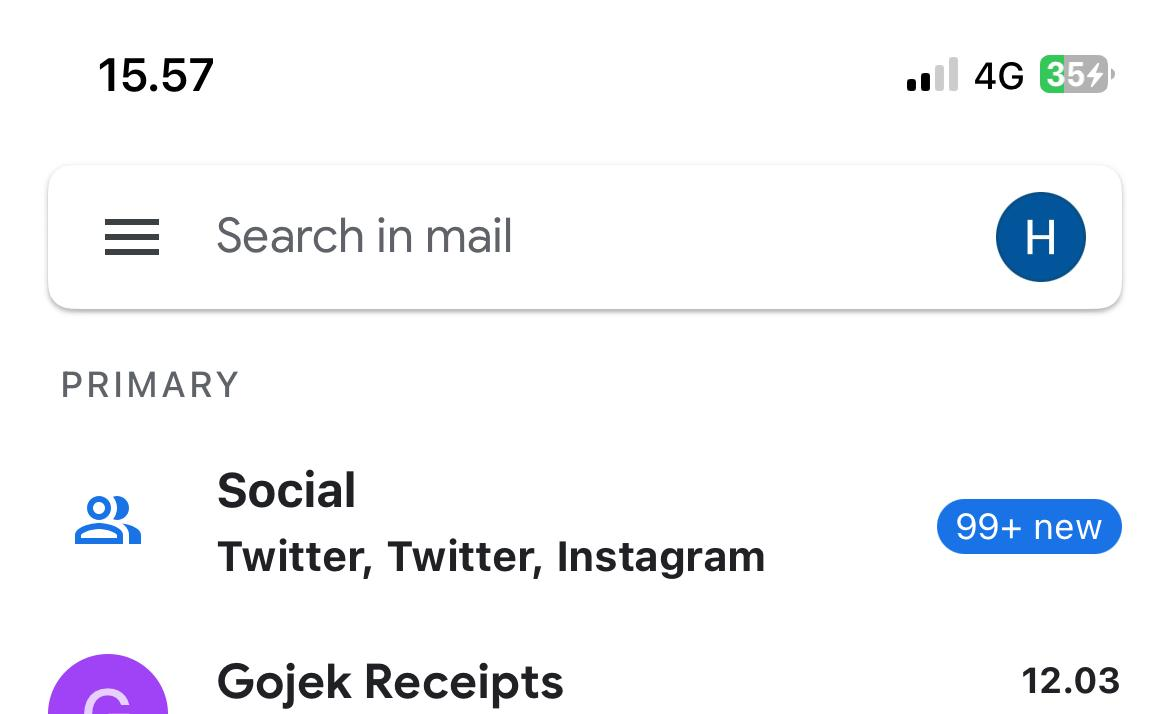 15.57
4G 35
Search in mail
H
PRIMARY
Social
99+ new
Twitter, Twitter, Instagram
G
Gojek Receipts
12.03